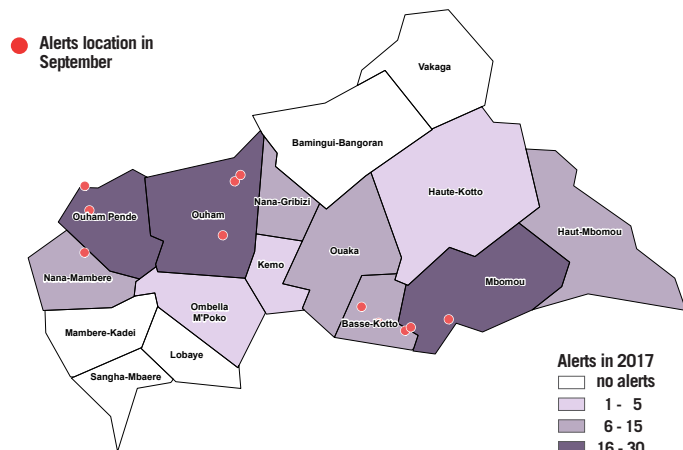 Alerts location in
September
Vakaga
Bamingui-Bangoran
Haute-Kotto
Nana-Gribizi
Ouham
Ouham Pende
Haut-Mbomou
Ouaka
Kemo
Nana-Mambere
Mbomou
Ombella
M'Poko
Basse-Kotto
Mambere-Kadei
Lobaye
Sangha-Mbaere
Alerts in 2017
no alerts
1 - 5
6 - 15
16 - 30